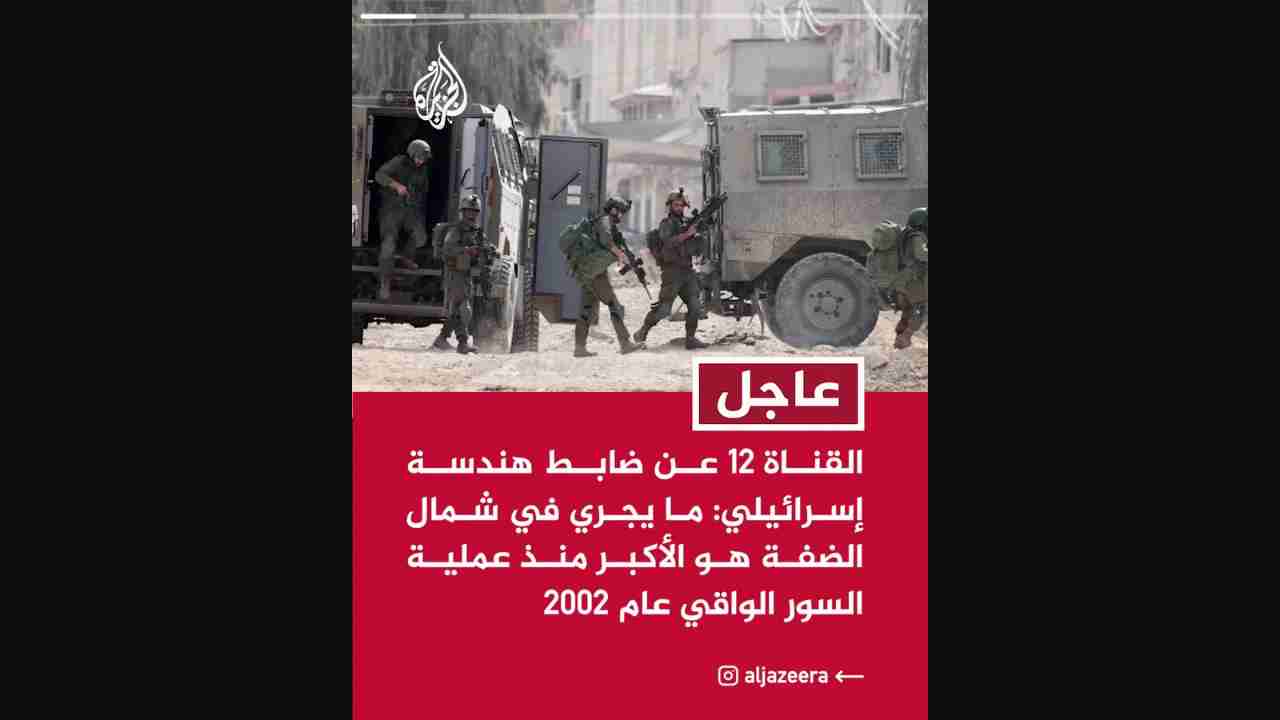 الجزيرة
عاجل
القناة 12 عن ضابط هندسة
إسرائيلي: ما يجري في شمال
الضفة هو الأكبر منذ عملية
السور الواقي عام 2002
aljazeera